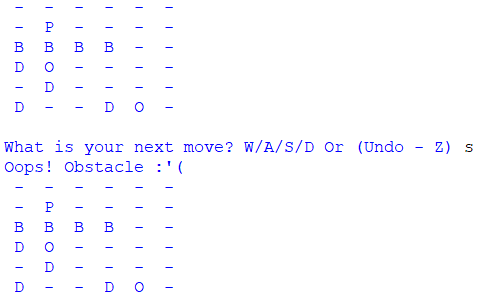 - - - - - -
- P - - - -
B B B B - -
D O - - - -
- D - - - -
D - - D O -
What is your next move? W/A/S/D Or (Undo - Z) s
Oops! Obstacle :'(
- - - - - -
- P - - - -
B B B B - -
D O - - - -
- D - - - -
D - - D O -